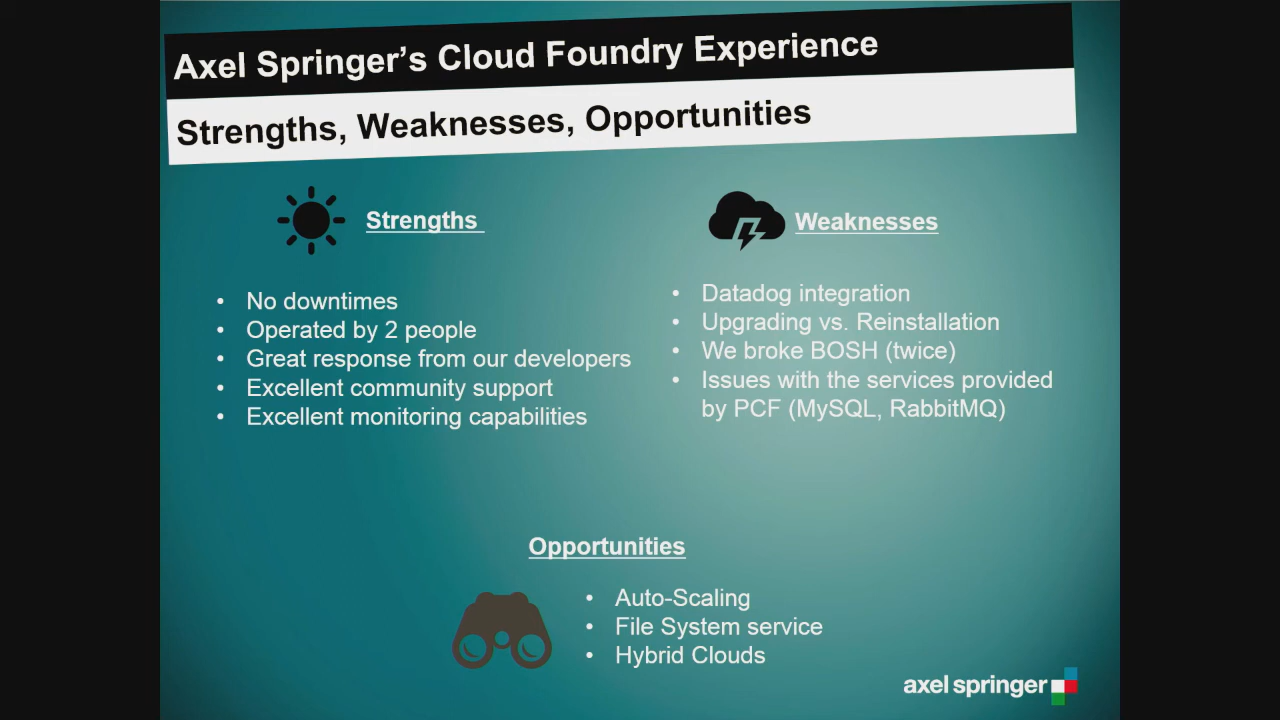 Axel Springer’s Cloud Foundry Experience
Strengths, Weaknesses, Opportunities
Strengths
• No downtimes
• Operated by 2 people
• Great response from our developers
• Excellent community support
• Excellent monitoring capabilities
Weaknesses
• Datadog integration
• Upgrading vs. Reinstallation
• We broke BOSH (twice)
• Issues with the services provided
by PCF (MySQL, RabbitMQ)
Opportunities
• Auto-Scaling
• File System service
• Hybrid Clouds
axel springer